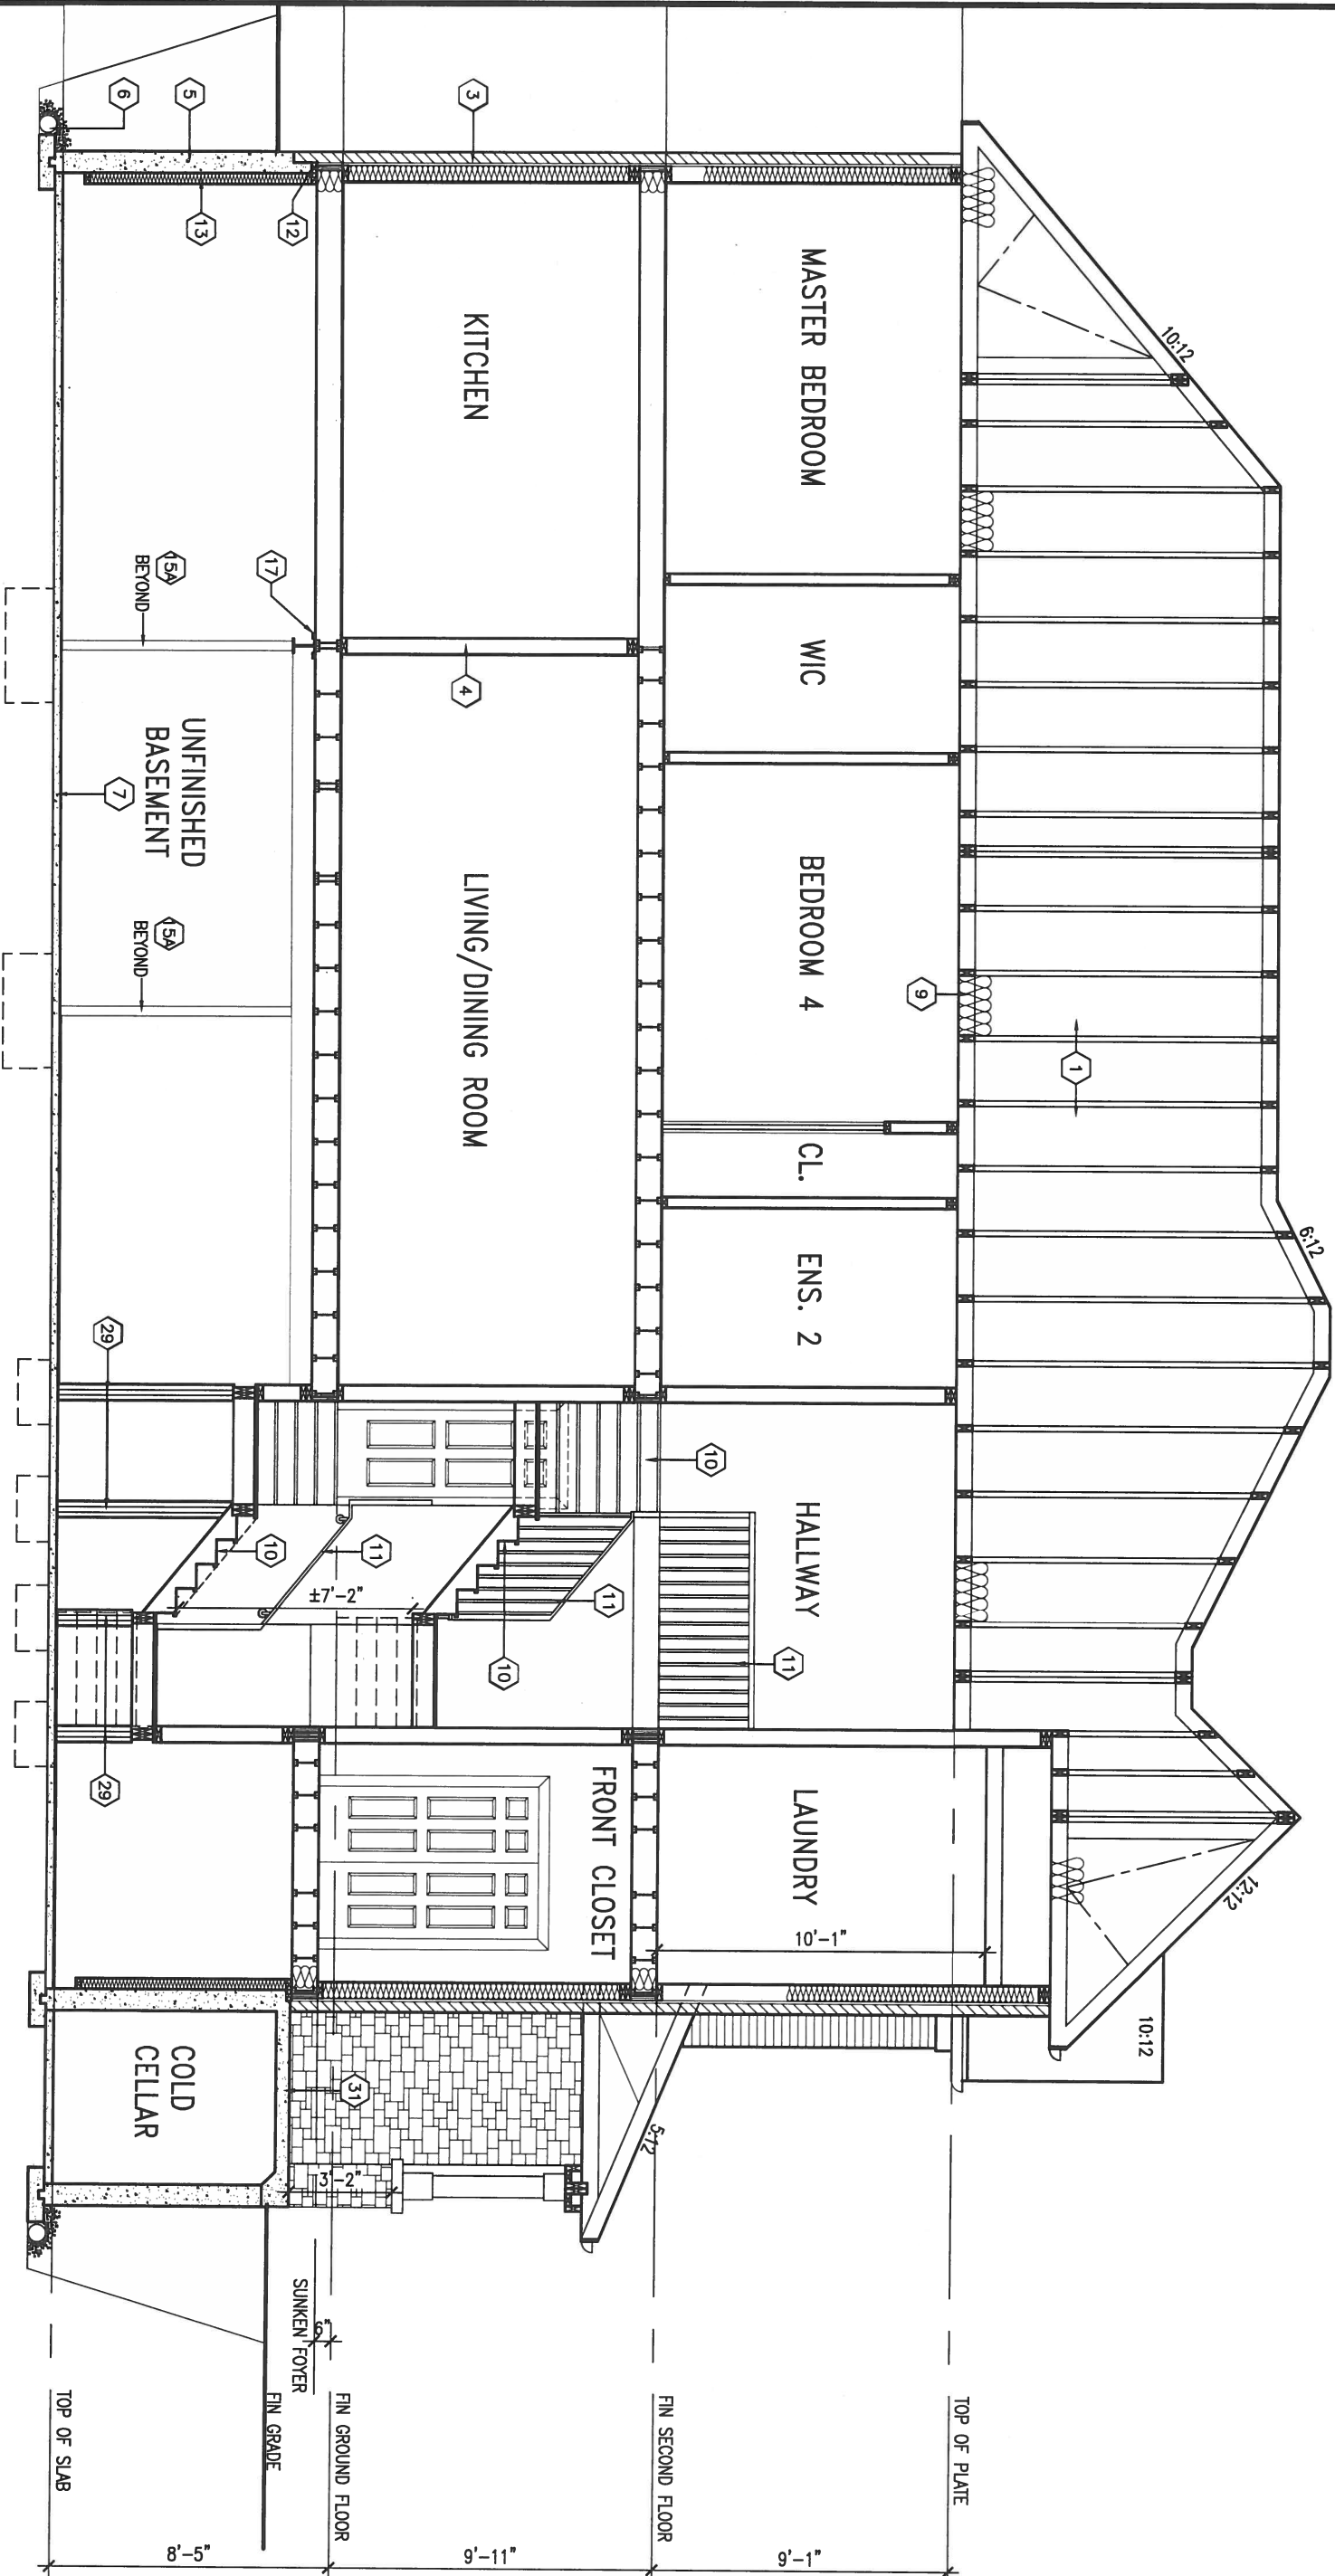 10:12
6:12
12:12
10:12
1
9
MASTER BEDROOM
WIC
BEDROOM 4
CL.
ENS. 2
HALLWAY
LAUNDRY
10'-1"
TOP OF PLATE
9'-1"
3
10
11
11
5:12
FIN SECOND FLOOR
KITCHEN
4
LIVING/DINING ROOM
10
FRONT CLOSET
9'-11"
11
±7'-2"
31
3'-2"
6"
SUNKEN FOYER
FIN GROUND FLOOR
12
17
10
FIN GRADE
5
13
15A
BEYOND
UNFINISHED
BASEMENT
15A
BEYOND
COLD
CELLAR
8'-5"
6
7
29
29
TOP OF SLAB